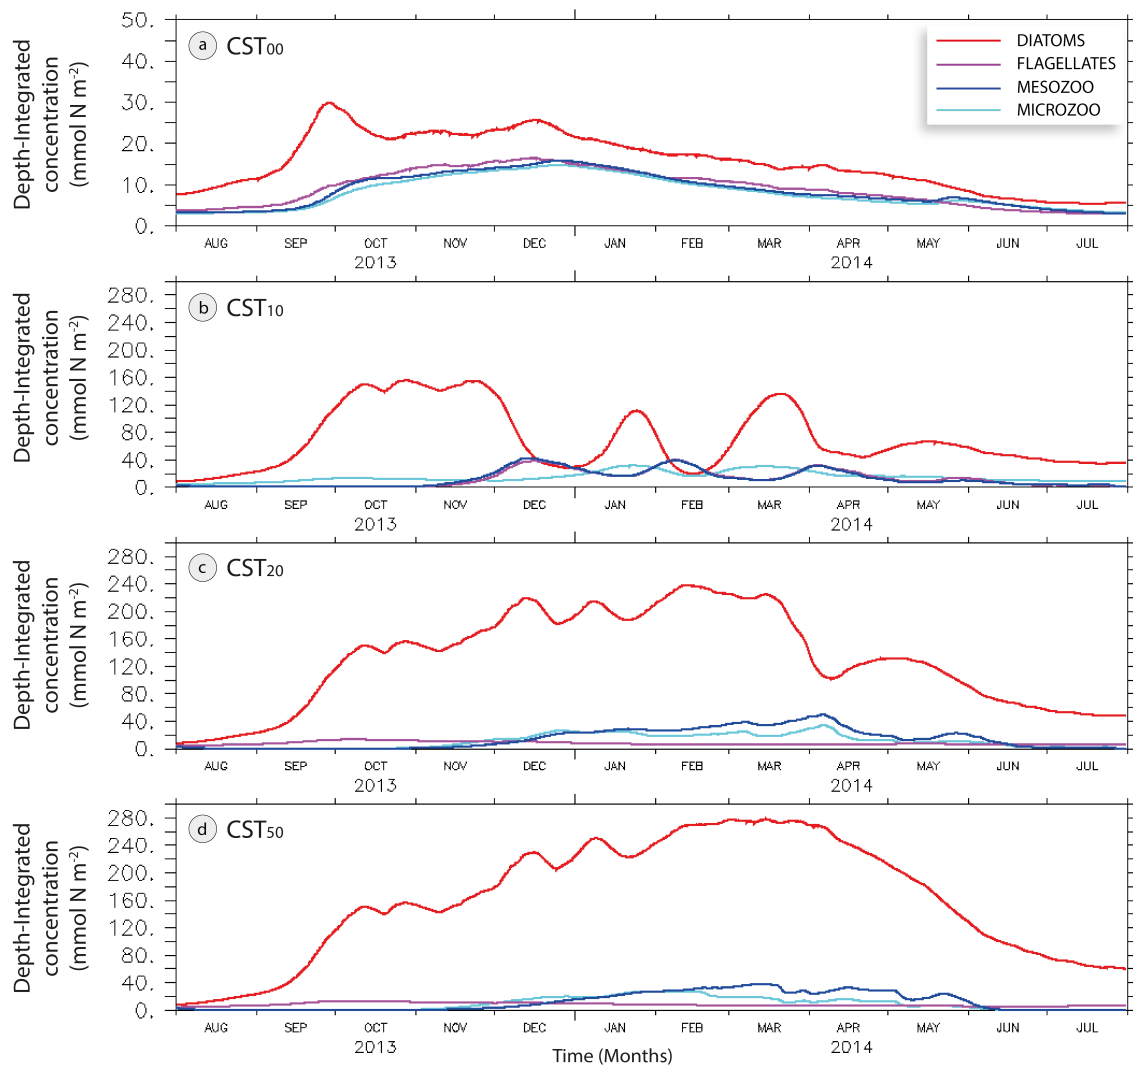 Depth-Integrated
concentration
(mmol N m-2)
50.
40.
30.
20.
10.
0.
a CST00
DIATOMS
FLAGELLATES
MESOZOO
MICROZOO
AUG SEP OCT NOV DEC JAN FEB MAR APR MAY JUN JUL
2013 2014
Depth-Integrated
concentration
(mmol N m-2)
280.
240.
200.
160.
120.
80.
40.
0.
b CST10
AUG SEP OCT NOV DEC JAN FEB MAR APR MAY JUN JUL
2013 2014
Depth-Integrated
concentration
(mmol N m-2)
280.
240.
200.
160.
120.
80.
40.
0.
c CST20
AUG SEP OCT NOV DEC JAN FEB MAR APR MAY JUN JUL
2013 2014
Depth-Integrated
concentration
(mmol N m-2)
280.
240.
200.
160.
120.
80.
40.
0.
d CST50
AUG SEP OCT NOV DEC JAN FEB MAR APR MAY JUN JUL
2013 2014
Time (Months)